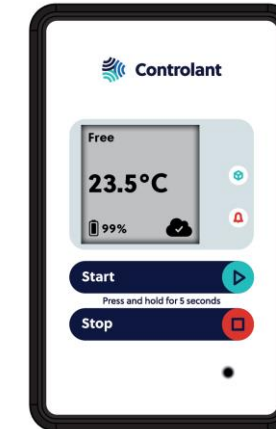 Controlant
Free
23.5°C
99%
Start
Press and hold for 5 seconds
Stop